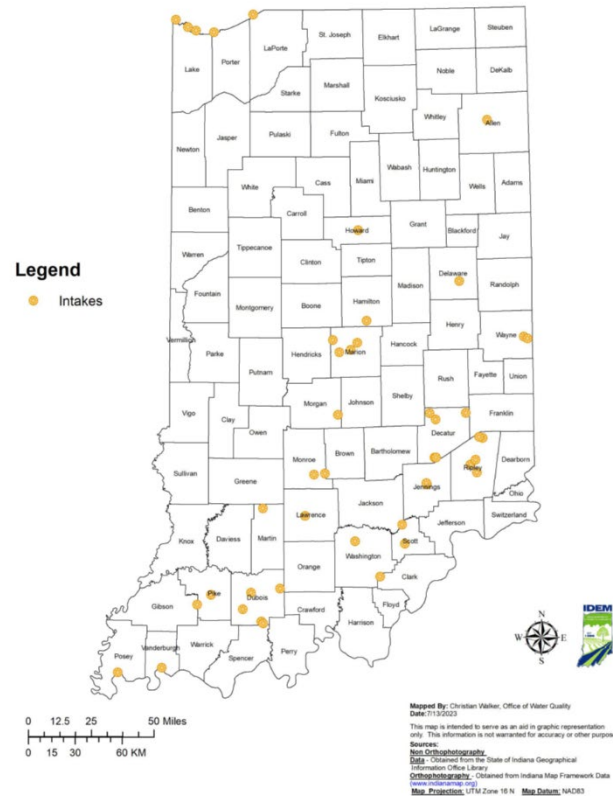 St. Joseph
Elkhart
LaGrange
Steuben
LaPorte
Lake
Porter
Noble
DeKalb
Starke
Marshall
Kosciusko
Whitley
Allen
Newton
Jasper
Pulaski
Fulton
Wabash
Huntington
Miami
White
Cass
Wells
Adams
Carroll
Benton
Howard
Grant
Blackford
Jay
Warren
Tippecanoe
Clinton
Tipton
Legend
Intakes
Delaware
Madison
Randolph
Fountain
Montgomery
Boone
Hamilton
Henry
Wayne
Vermillion
Parke
Hendricks
Marion
Hancock
Putnam
Rush
Fayette
Union
Shelby
Morgan
Johnson
Vigo
Clay
Owen
Franklin
Decatur
Monroe
Brown
Bartholomew
Dearborn
Sullivan
Greene
Ripley
Jennings
Ohio
Jackson
Lawrence
Switzerland
Jefferson
Knox
Daviess
Martin
Scott
Washington
Orange
Clark
Pike
Dubois
Gibson
Crawford
Floyd
Harrison
Posey
Vanderburgh
Warrick
Spencer
Perry
N
W
E
S
IDEM
0 12.5 25 50 Miles
0 15 30 60 KM
Mapped By: Christian Walker, Office of Water Quality
Date:7/13/2023
This map is intended to serve as an aid in graphic representation
only. This information is not warranted for accuracy or other purpose
Sources:
Non Orthophotography
Data - Obtained from the State of Indiana Geographical
Information Office Library
Orthophotography - Obtained from Indiana Map Framework Data
(www.indianamap.org)
Map Projection: UTM Zone 16 N Map Datum: NAD83